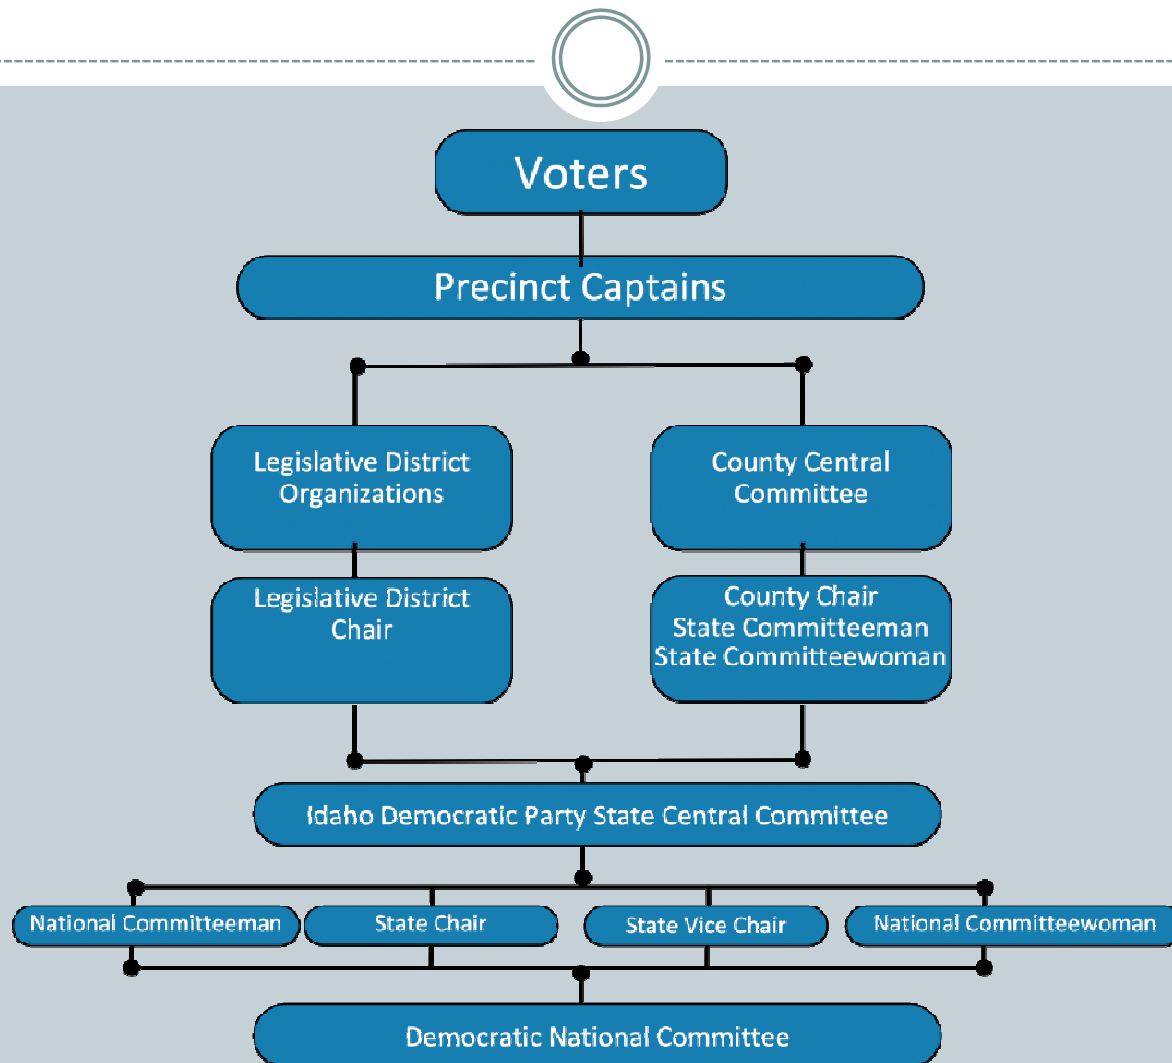 Voters
Precinct Captains
Legislative District
Organizations
County Central
Committee
Legislative District
Chair
County Chair
State Committeeman
State Committeewoman
Idaho Democratic Party State Central Committee
National Committeeman
State Chair
State Vice Chair
National Committeewoman
Democratic National Committee